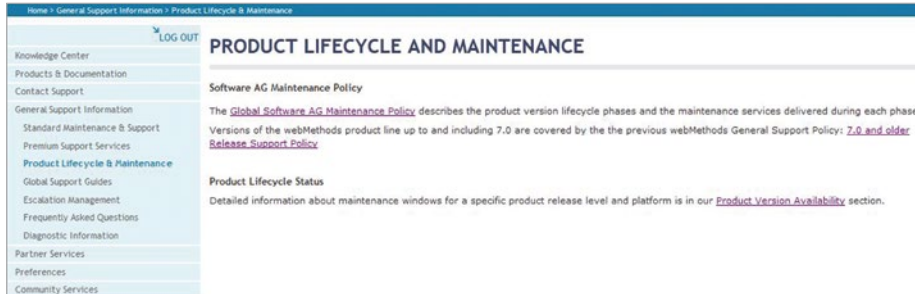 Home > General Support Information > Product Lifecycle & Maintenance
LOG OUT
Knowledge Center
Products & Documentation
Contact Support
General Support Information
Standard Maintenance & Support
Premium Support Services
Product Lifecycle & Maintenance
Global Support Guides
Escalation Management
Frequently Asked Questions
Diagnostic Information
Partner Services
Preferences
Community Services
PRODUCT LIFECYCLE AND MAINTENANCE
Software AG Maintenance Policy
The Global Software AG Maintenance Policy describes the product version lifecycle phases and the maintenance services delivered during each phase
Versions of the webMethods product line up to and including 7.0 are covered by the the previous webMethods General Support Policy: 7.0 and older
Release Support Policy
Product Lifecycle Status
Detailed information about maintenance windows for a specific product release level and platform is in our Product Version Availability section.